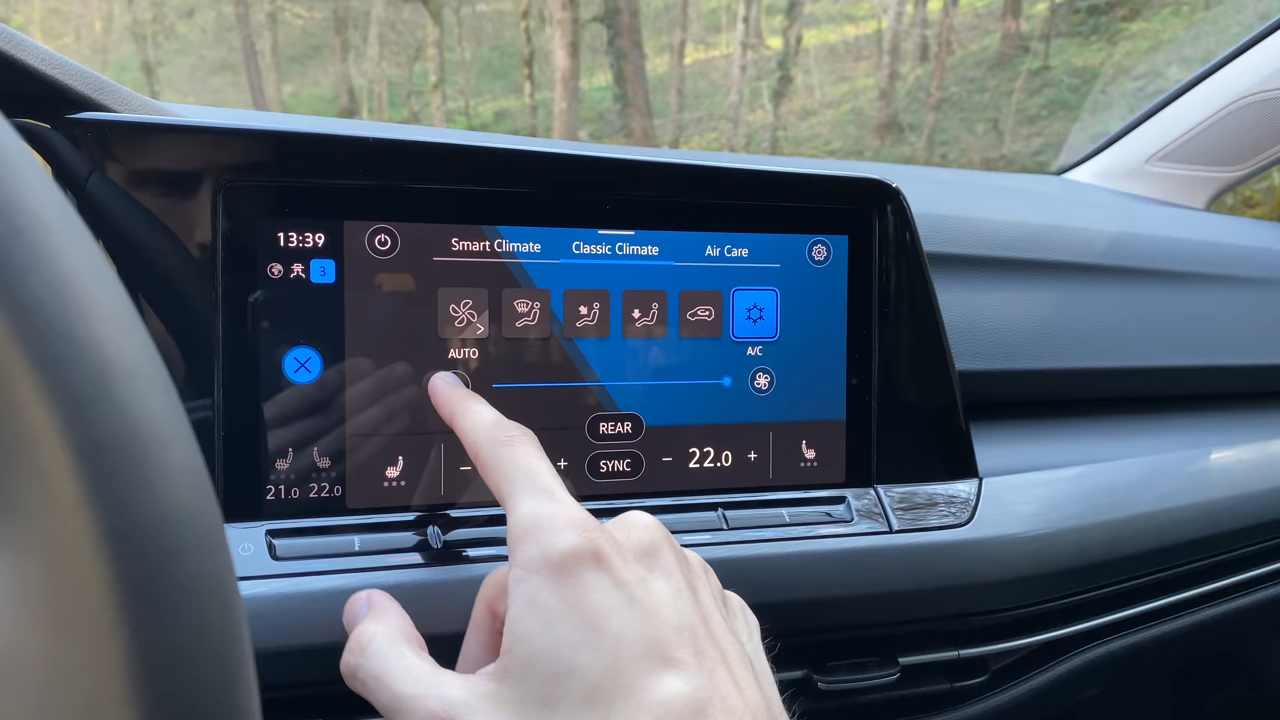 13:39
Smart Climate Classic Climate Air Care
3
AUTO
A/C
REAR
SYNC
− + − 22.0 +
21.0 22.0